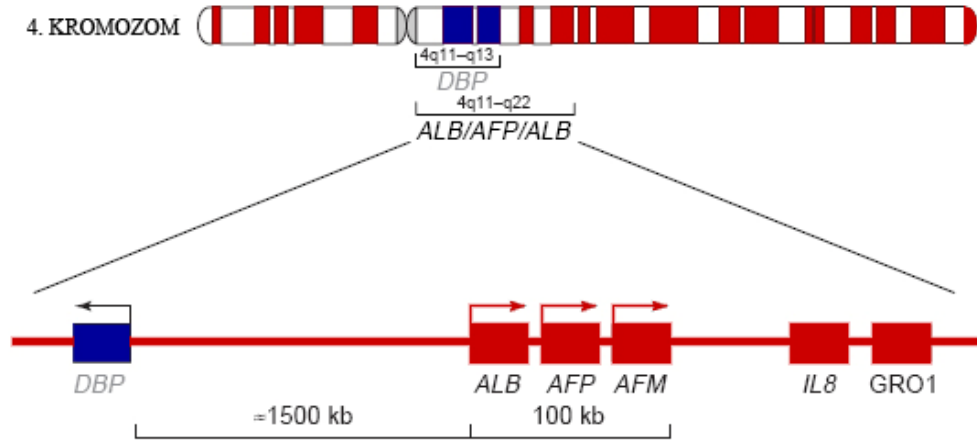 4. KROMOZOM
4q11–q13
DBP
4q11–q22
ALB/AFP/ALB
DBP ALB AFP AFM IL8 GRO1
≈1500 kb 100 kb